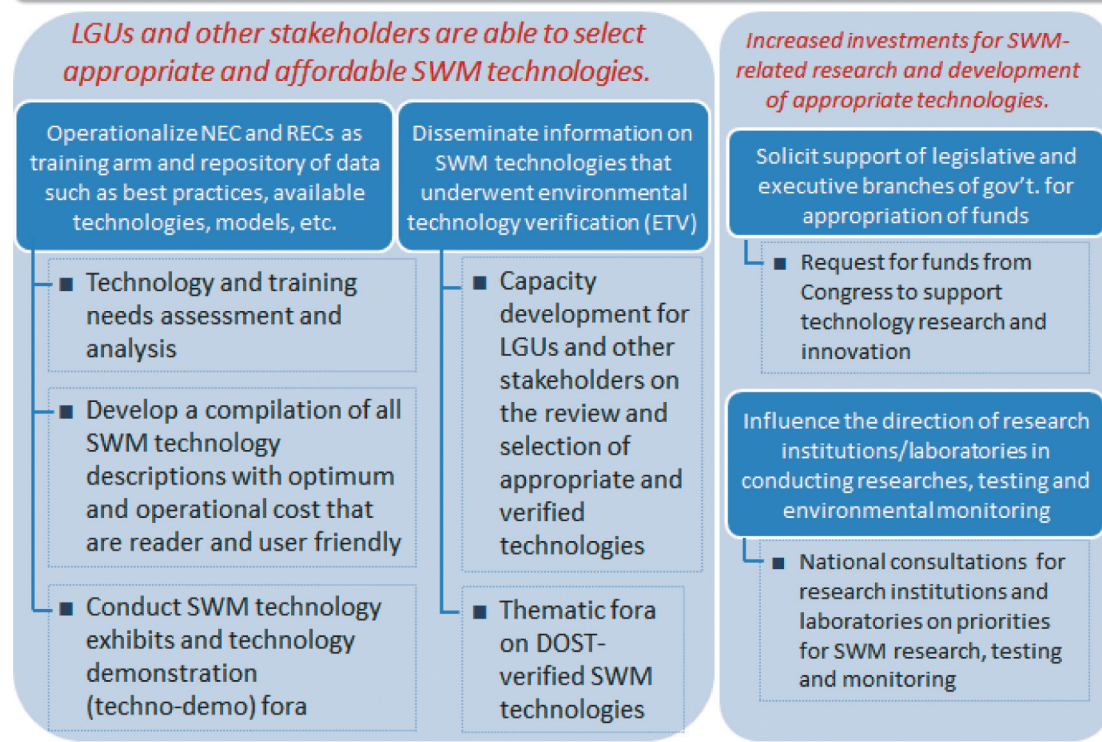 LGUs and other stakeholders are able to select
appropriate and affordable SWM technologies.
Operationalize NEC and RECs as
training arm and repository of data
such as best practices, available
technologies, models, etc.
■ Technology and training
needs assessment and
analysis
■ Develop a compilation of all
SWM technology
descriptions with optimum
and operational cost that
are reader and user friendly
■ Conduct SWM technology
exhibits and technology
demonstration
(techno-demo) fora
Disseminate information on
SWM technologies that
underwent environmental
technology verification (ETV)
■ Capacity
development for
LGUs and other
stakeholders on
the review and
selection of
appropriate and
verified
technologies
■ Thematic fora
on DOST-
verified SWM
technologies
Increased investments for SWM-
related research and development
of appropriate technologies.
Solicit support of legislative and
executive branches of gov't. for
appropriation of funds
■ Request for funds from
Congress to support
technology research and
innovation
Influence the direction of research
institutions/laboratories in
conducting researches, testing and
environmental monitoring
■ National consultations for
research institutions and
laboratories on priorities
for SWM research, testing
and monitoring